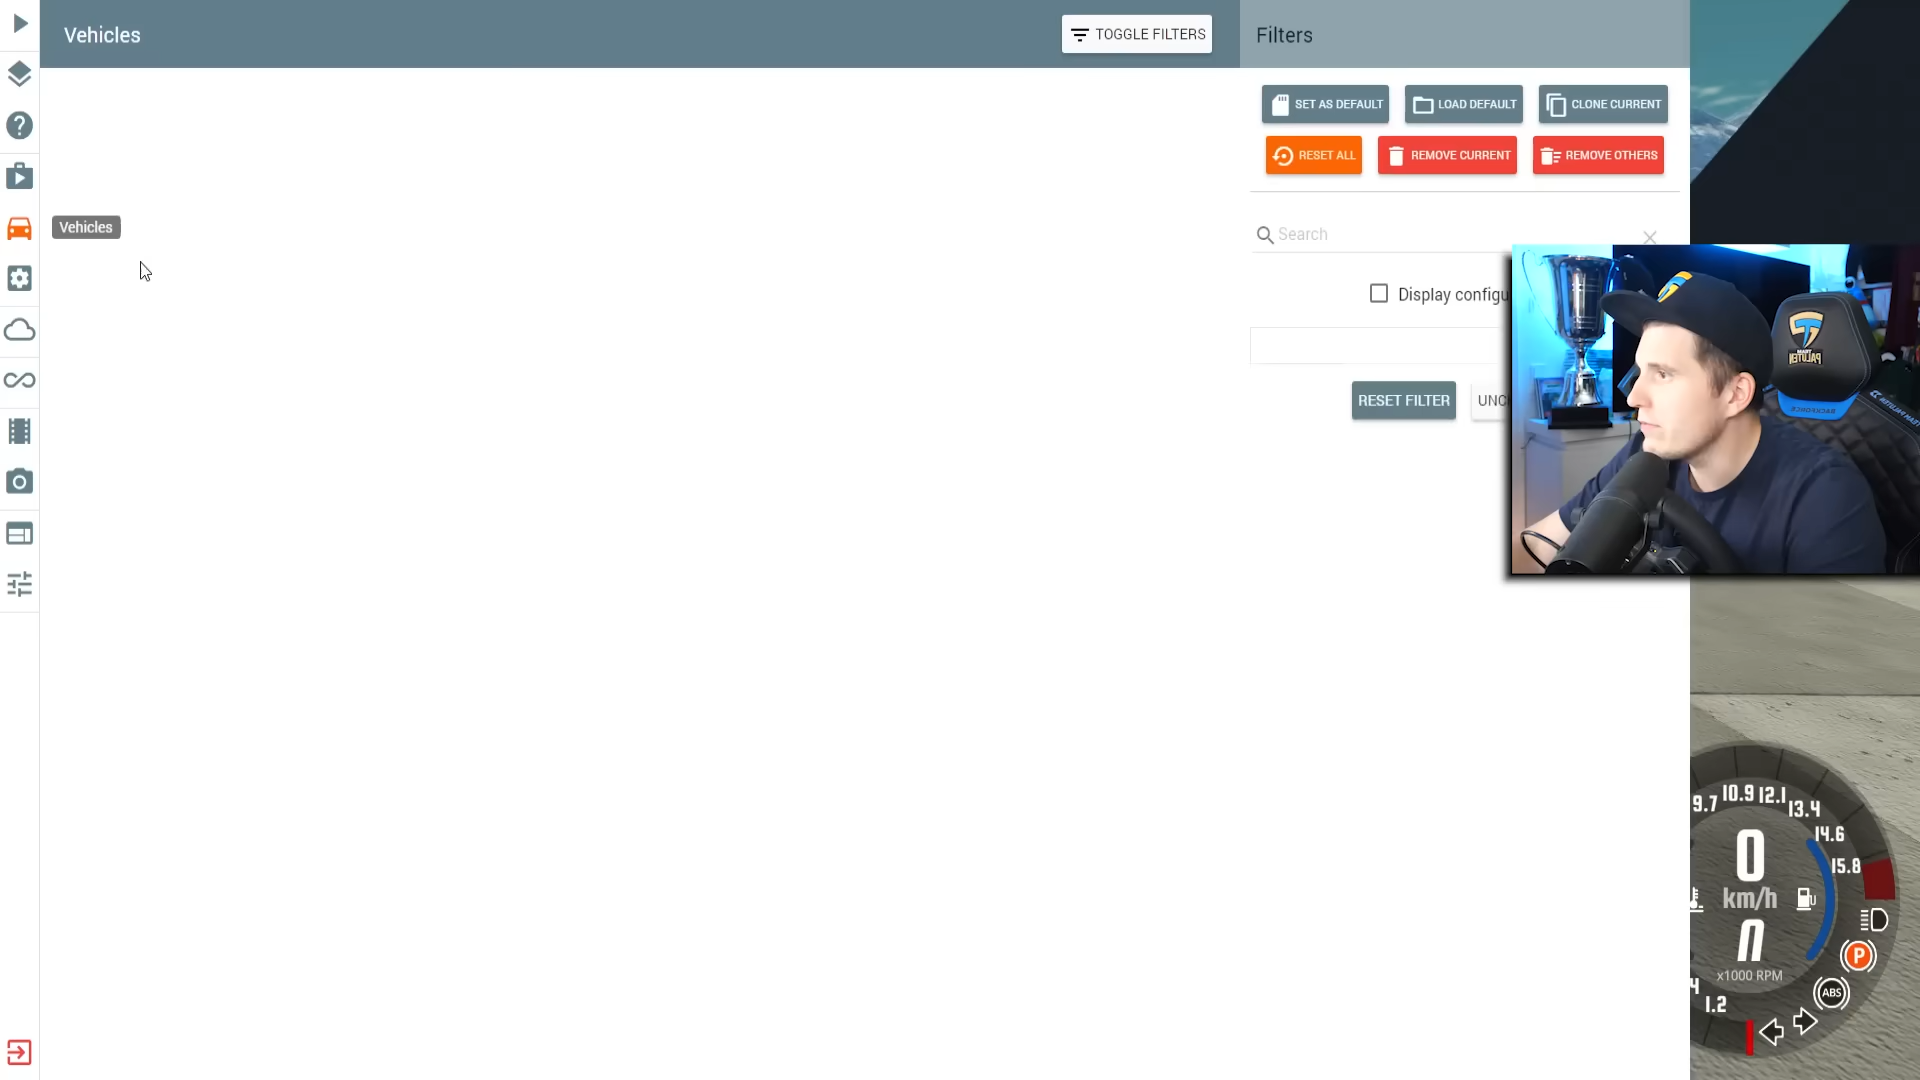 Vehicles
TOGGLE FILTERS
Filters
SET AS DEFAULT
LOAD DEFAULT
CLONE CURRENT
RESET ALL
REMOVE CURRENT
REMOVE OTHERS
Vehicles
Search
Display configu
RESET FILTER
UNC
9.7
10.9
12.1
13.4
14.6
15.8
0
km/h
n
x1000 RPM
4
1.2
P
ABS